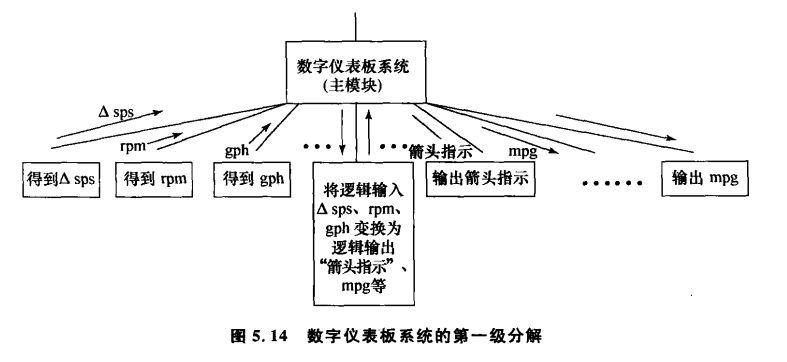 数字仪表板系统
(主模块)
Δ sps
rpm
gph
箭头指示
mpg
得到Δ sps
得到 rpm
得到 gph
将逻辑输入
Δ sps、rpm、
gph 变换为
逻辑输出
“箭头指示”、
mpg等
输出箭头指示
输出 mpg
图 5.14 数字仪表板系统的第一级分解